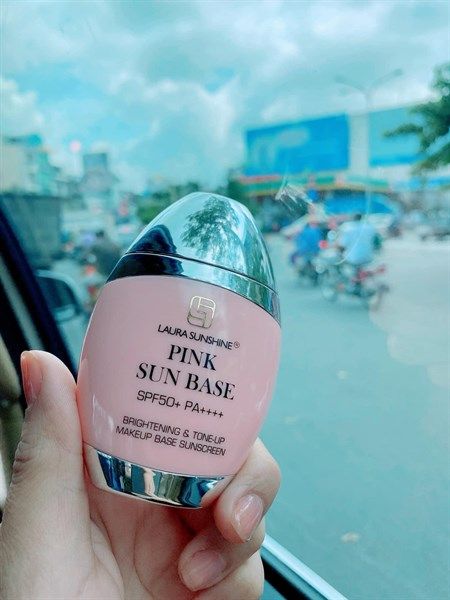 LAURA SUNSHINE®
PINK
SUN BASE
SPF50+ PA++++
BRIGHTENING & TONE-UP
MAKEUP BASE SUNSCREEN